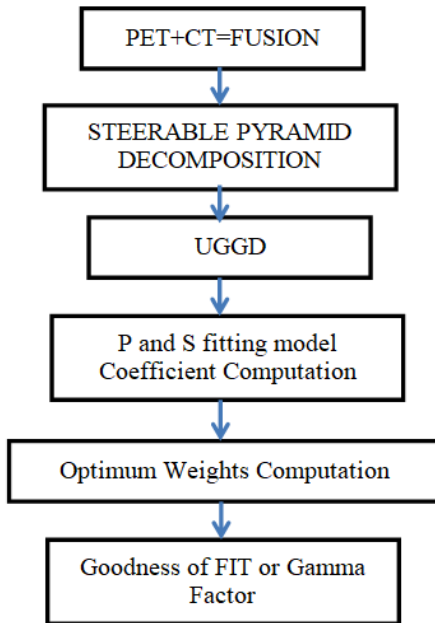 PET+CT=FUSION
STEERABLE PYRAMID
DECOMPOSITION
UGGD
P and S fitting model
Coefficient Computation
Optimum Weights Computation
Goodness of FIT or Gamma
Factor